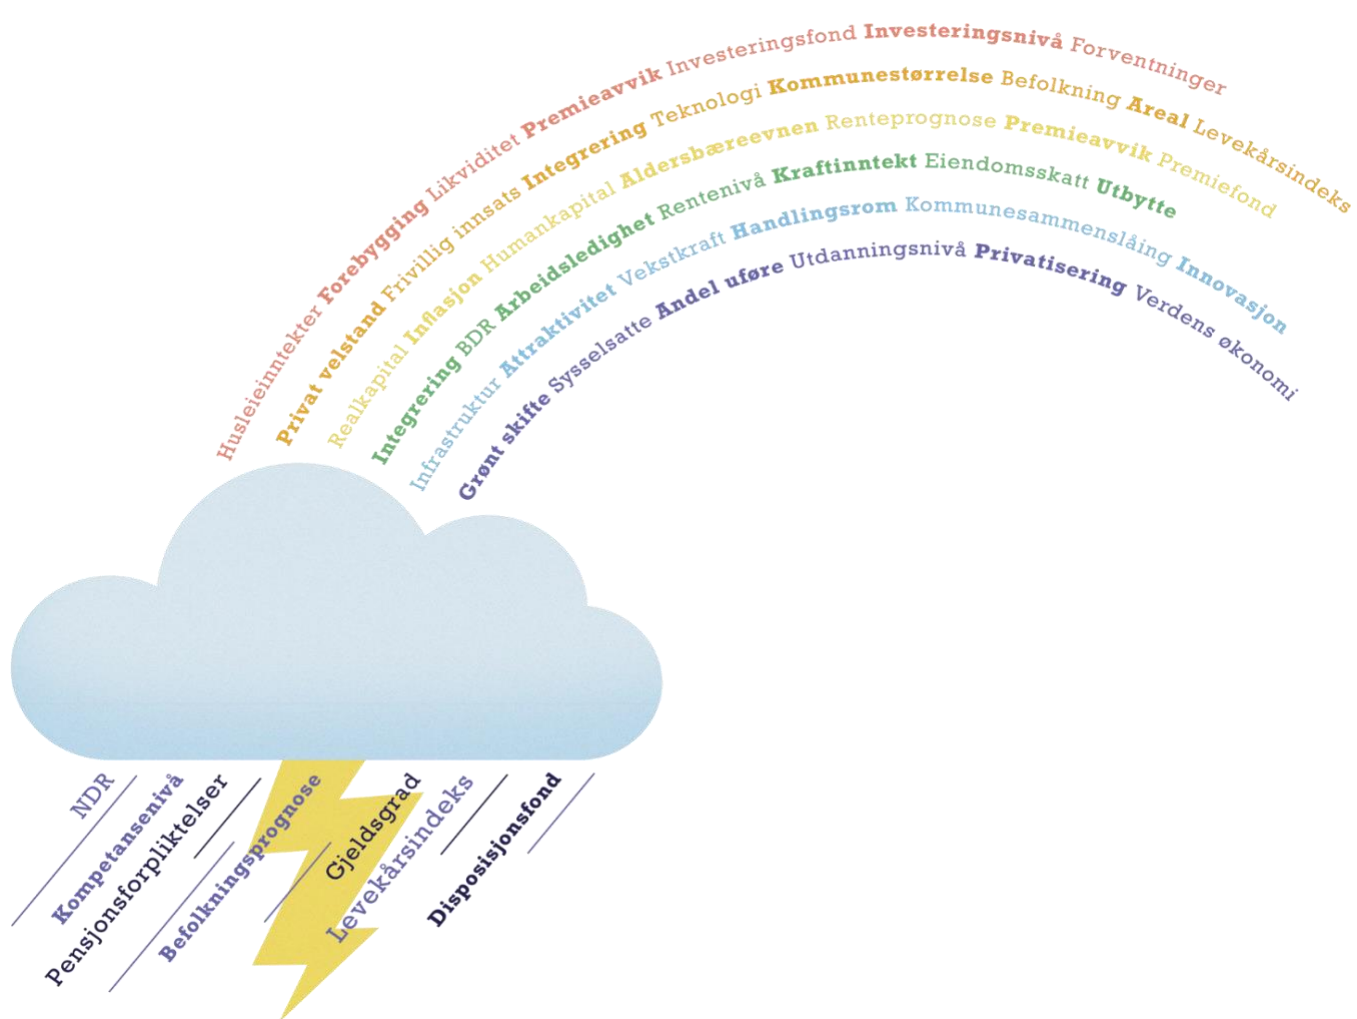 Husleieinntekter Forebygging Likviditet Premieavvik Investeringsfond Investeringsnivå Forventninger
Privat velstand Frivillig innsats Integrering Teknologi Kommunestørrelse Befolkning Areal Levekårsindeks
Realkapital Inflasjon Humankapital Aldersbæreevnen Renteprognose Premieavvik Premiefond
Integrering BDR Arbeidsledighet Rentenivå Kraftinntekt Eiendomsskatt Utbytte
Infrastruktur Attraktivitet Vekstkraft Handlingsrom Kommunesammenslåing Innovasjon
Grønt skifte Sysselsatte Andel uføre Utdanningsnivå Privatisering Verdens økonomi
NDR
Kompetansenivå
Pensjonsforpliktelser
Befolkningsprognose
Gjeldsgrad
Levekårsindeks
Disposisjonsfond